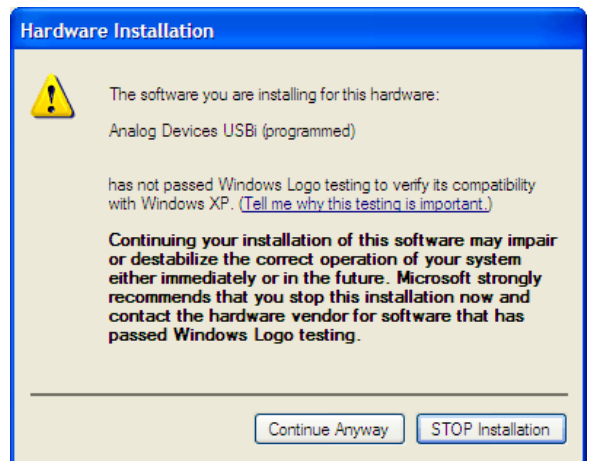 Hardware Installation
The software you are installing for this hardware:
Analog Devices USBi (programmed)
has not passed Windows Logo testing to verify its compatibility
with Windows XP. (Tell me why this testing is important.)
Continuing your installation of this software may impair
or destabilize the correct operation of your system
either immediately or in the future. Microsoft strongly
recommends that you stop this installation now and
contact the hardware vendor for software that has
passed Windows Logo testing.
Continue Anyway
STOP Installation